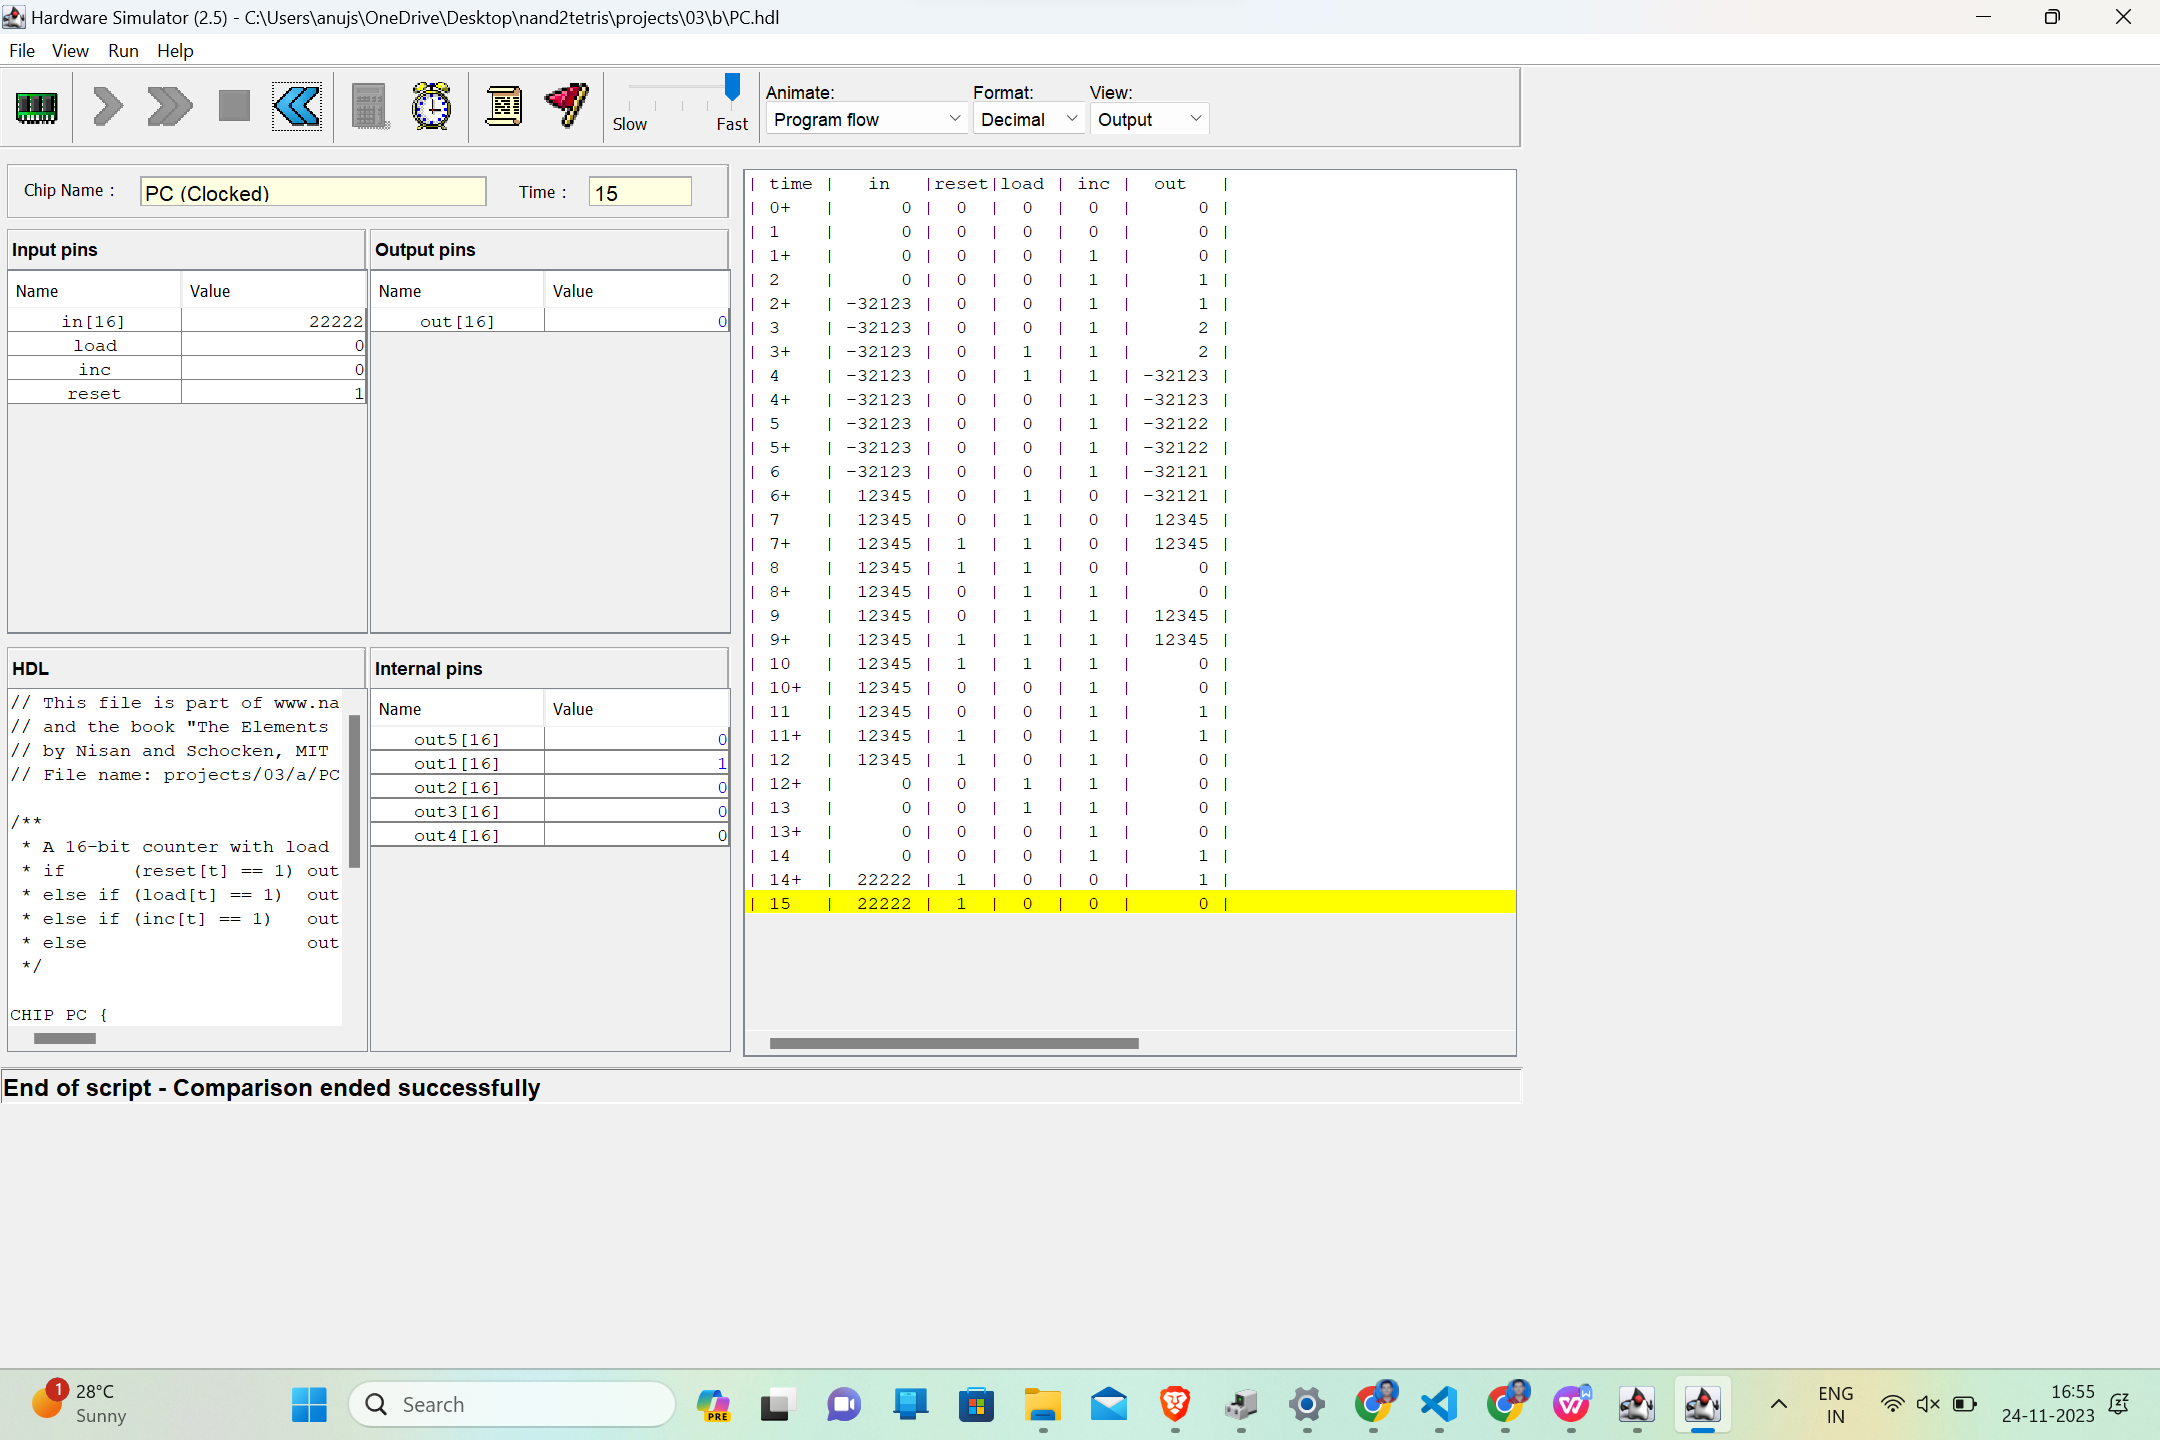 Hardware Simulator (2.5) - C:\Users\anujs\OneDrive\Desktop\nand2tetris\projects\03\b\PC.hdl
File View Run Help
Slow Fast
Animate: Format: View:
Program flow Decimal Output
Chip Name : PC (Clocked) Time : 15
Input pins
Name Value
in[16] 22222
load 0
inc 0
reset 1
Output pins
Name Value
out[16] 0
HDL
// This file is part of www.na
// and the book "The Elements
// by Nisan and Schocken, MIT
// File name: projects/03/a/PC
/**
* A 16-bit counter with load
* if (reset[t] == 1) out
* else if (load[t] == 1) out
* else if (inc[t] == 1) out
* else out
*/
CHIP PC {
Internal pins
Name Value
out5[16] 0
out1[16] 1
out2[16] 0
out3[16] 0
out4[16] 0
| time | in |reset|load | inc | out |
| 0+ | 0 | 0 | 0 | 0 | 0 |
| 1 | 0 | 0 | 0 | 0 | 0 |
| 1+ | 0 | 0 | 0 | 1 | 0 |
| 2 | 0 | 0 | 0 | 1 | 1 |
| 2+ | -32123 | 0 | 0 | 1 | 1 |
| 3 | -32123 | 0 | 0 | 1 | 2 |
| 3+ | -32123 | 0 | 1 | 1 | 2 |
| 4 | -32123 | 0 | 1 | 1 | -32123 |
| 4+ | -32123 | 0 | 0 | 1 | -32123 |
| 5 | -32123 | 0 | 0 | 1 | -32122 |
| 5+ | -32123 | 0 | 0 | 1 | -32122 |
| 6 | -32123 | 0 | 0 | 1 | -32121 |
| 6+ | 12345 | 0 | 1 | 0 | -32121 |
| 7 | 12345 | 0 | 1 | 0 | 12345 |
| 7+ | 12345 | 1 | 1 | 0 | 12345 |
| 8 | 12345 | 1 | 1 | 0 | 0 |
| 8+ | 12345 | 0 | 1 | 1 | 0 |
| 9 | 12345 | 0 | 1 | 1 | 12345 |
| 9+ | 12345 | 1 | 1 | 1 | 12345 |
| 10 | 12345 | 1 | 1 | 1 | 0 |
| 10+ | 12345 | 0 | 0 | 1 | 0 |
| 11 | 12345 | 0 | 0 | 1 | 1 |
| 11+ | 12345 | 1 | 0 | 1 | 1 |
| 12 | 12345 | 1 | 0 | 1 | 0 |
| 12+ | 0 | 0 | 1 | 1 | 0 |
| 13 | 0 | 0 | 1 | 1 | 0 |
| 13+ | 0 | 0 | 0 | 1 | 0 |
| 14 | 0 | 0 | 0 | 1 | 1 |
| 14+ | 22222 | 1 | 0 | 0 | 1 |
| 15 | 22222 | 1 | 0 | 0 | 0 |
End of script - Comparison ended successfully
1
28°C
Sunny
Search
PRE
ENG
IN
16:55
24-11-2023